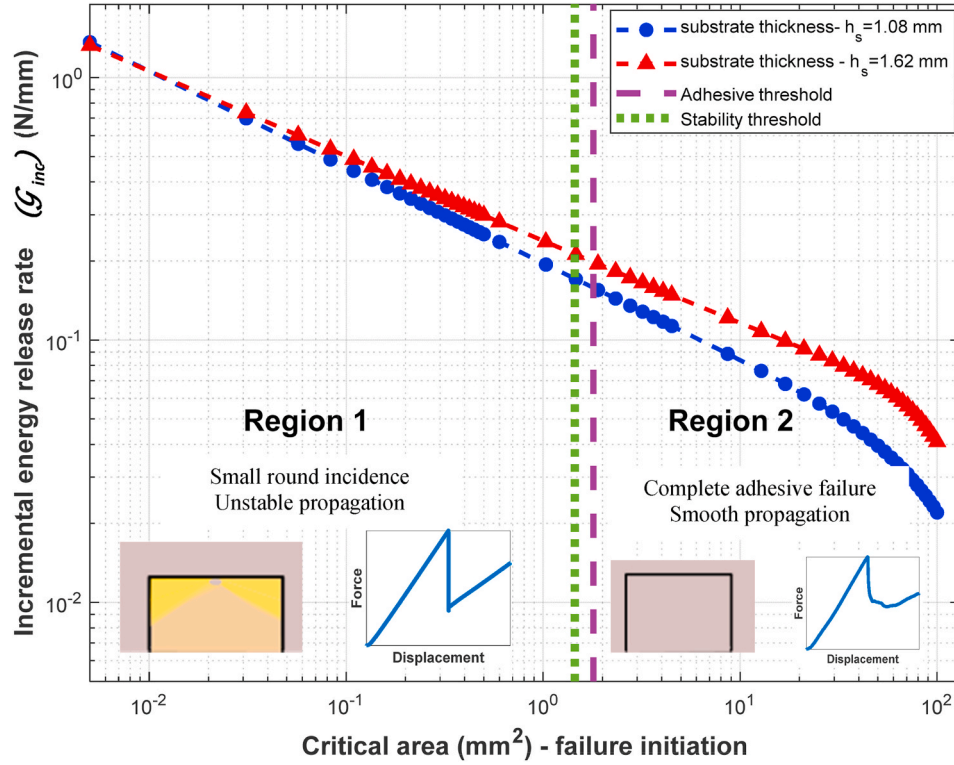 substrate thickness- h_s=1.08 mm
substrate thickness - h_s=1.62 mm
Adhesive threshold
Stability threshold
Incremental energy release rate (𝒢_inc) (N/mm)
10^0
10^-1
10^-2
Region 1
Region 2
Small round incidence
Unstable propagation
Complete adhesive failure
Smooth propagation
Force
Displacement
Force
Displacement
10^-2
10^-1
10^0
10^1
10^2
Critical area (mm^2) - failure initiation